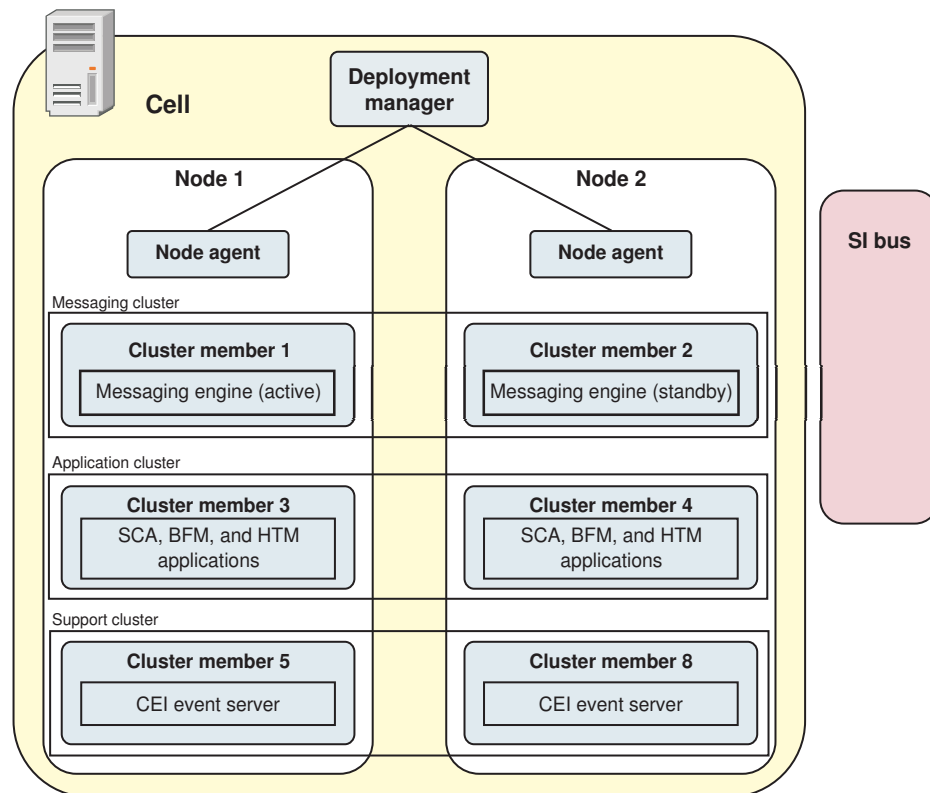 Deployment
manager
Cell
Node 1
Node 2
SI bus
Node agent
Node agent
Messaging cluster
Cluster member 1
Cluster member 2
Messaging engine (active)
Messaging engine (standby)
Application cluster
Cluster member 3
Cluster member 4
SCA, BFM, and HTM
applications
SCA, BFM, and HTM
applications
Support cluster
Cluster member 5
Cluster member 8
CEI event server
CEI event server